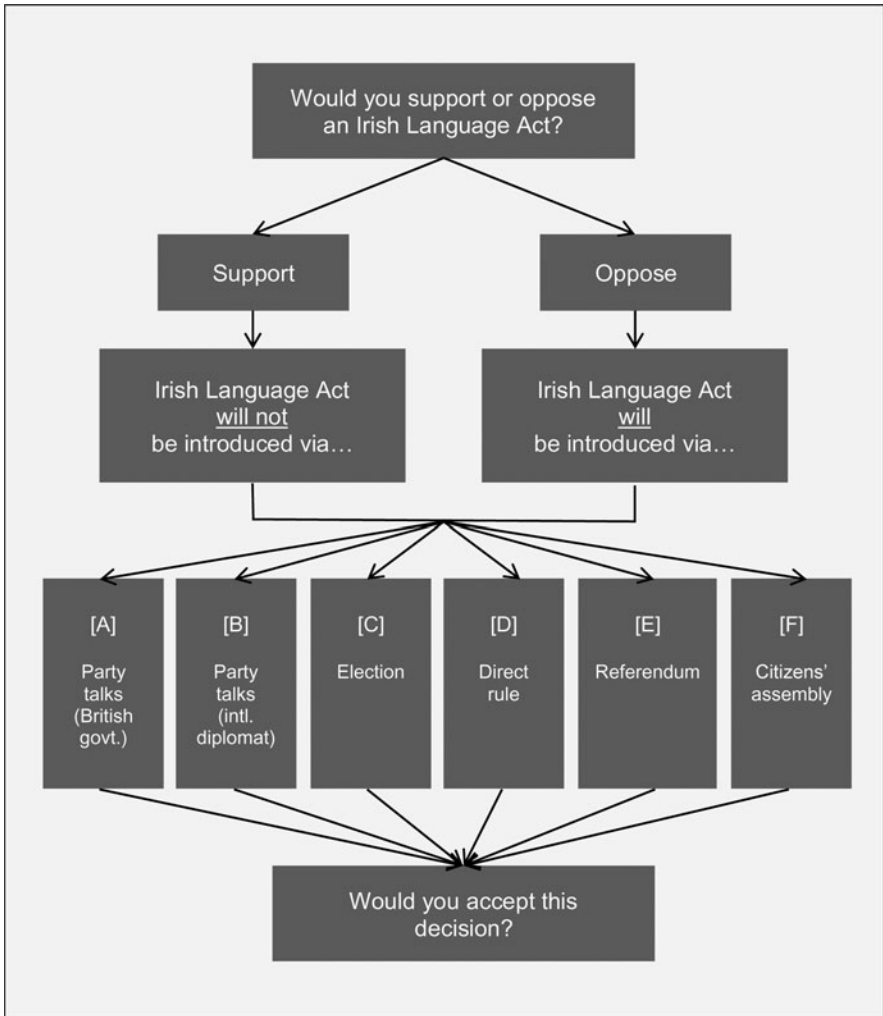 Would you support or oppose
an Irish Language Act?
Support
Oppose
Irish Language Act
will not
be introduced via…
Irish Language Act
will
be introduced via…
[A]
Party
talks
(British
govt.)
[B]
Party
talks
(intl.
diplomat)
[C]
Election
[D]
Direct
rule
[E]
Referendum
[F]
Citizens’
assembly
Would you accept this
decision?